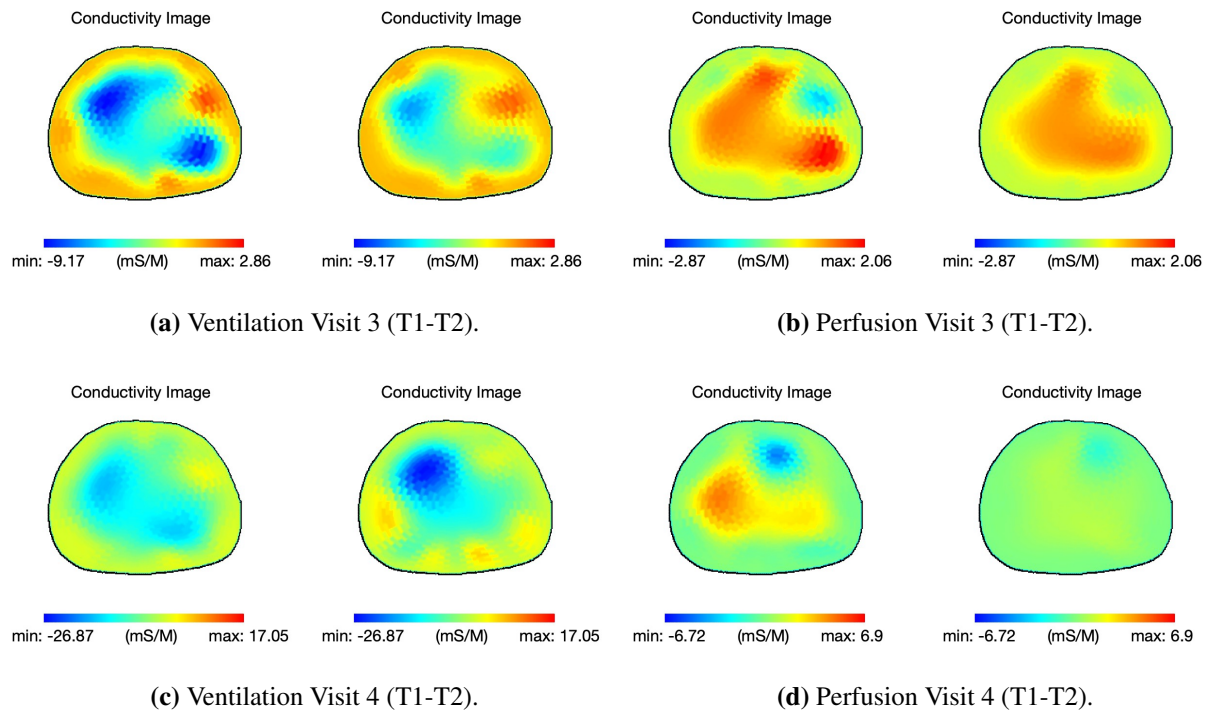 Conductivity Image Conductivity Image Conductivity Image Conductivity Image
min: -9.17 (mS/M) max: 2.86 min: -9.17 (mS/M) max: 2.86 min: -2.87 (mS/M) max: 2.06 min: -2.87 (mS/M) max: 2.06
(a) Ventilation Visit 3 (T1-T2). (b) Perfusion Visit 3 (T1-T2).
Conductivity Image Conductivity Image Conductivity Image Conductivity Image
min: -26.87 (mS/M) max: 17.05 min: -26.87 (mS/M) max: 17.05 min: -6.72 (mS/M) max: 6.9 min: -6.72 (mS/M) max: 6.9
(c) Ventilation Visit 4 (T1-T2). (d) Perfusion Visit 4 (T1-T2).